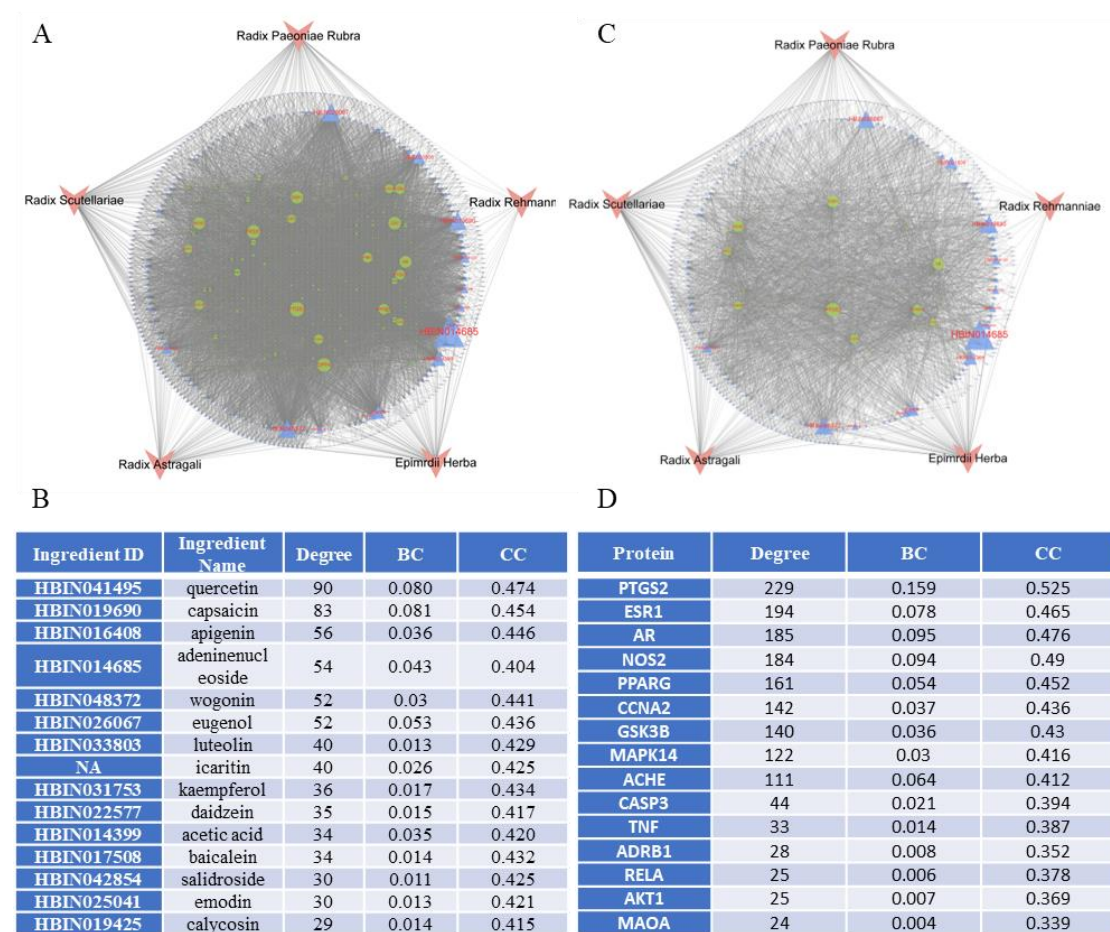 A
Radix Paeoniae Rubra
Radix Scutellariae
Radix Rehmann
HBIN014685
Radix Astragali
Epimrdii Herba
C
Radix Paeoniae Rubra
Radix Scutellariae
Radix Rehmanniae
HBIN014685
Radix Astragali
Epimrdii Herba
B
Ingredient ID Ingredient Name Degree BC CC
HBIN041495 quercetin 90 0.080 0.474
HBIN019690 capsaicin 83 0.081 0.454
HBIN016408 apigenin 56 0.036 0.446
HBIN014685 adeninenucl eoside 54 0.043 0.404
HBIN048372 wogonin 52 0.03 0.441
HBIN026067 eugenol 52 0.053 0.436
HBIN033803 luteolin 40 0.013 0.429
NA icaritin 40 0.026 0.425
HBIN031753 kaempferol 36 0.017 0.434
HBIN022577 daidzein 35 0.015 0.417
HBIN014399 acetic acid 34 0.035 0.420
HBIN017508 baicalein 34 0.014 0.432
HBIN042854 salidroside 30 0.011 0.425
HBIN025041 emodin 30 0.013 0.421
HBIN019425 calycosin 29 0.014 0.415
D
Protein Degree BC CC
PTGS2 229 0.159 0.525
ESR1 194 0.078 0.465
AR 185 0.095 0.476
NOS2 184 0.094 0.49
PPARG 161 0.054 0.452
CCNA2 142 0.037 0.436
GSK3B 140 0.036 0.43
MAPK14 122 0.03 0.416
ACHE 111 0.064 0.412
CASP3 44 0.021 0.394
TNF 33 0.014 0.387
ADRB1 28 0.008 0.352
RELA 25 0.006 0.378
AKT1 25 0.007 0.369
MAOA 24 0.004 0.339